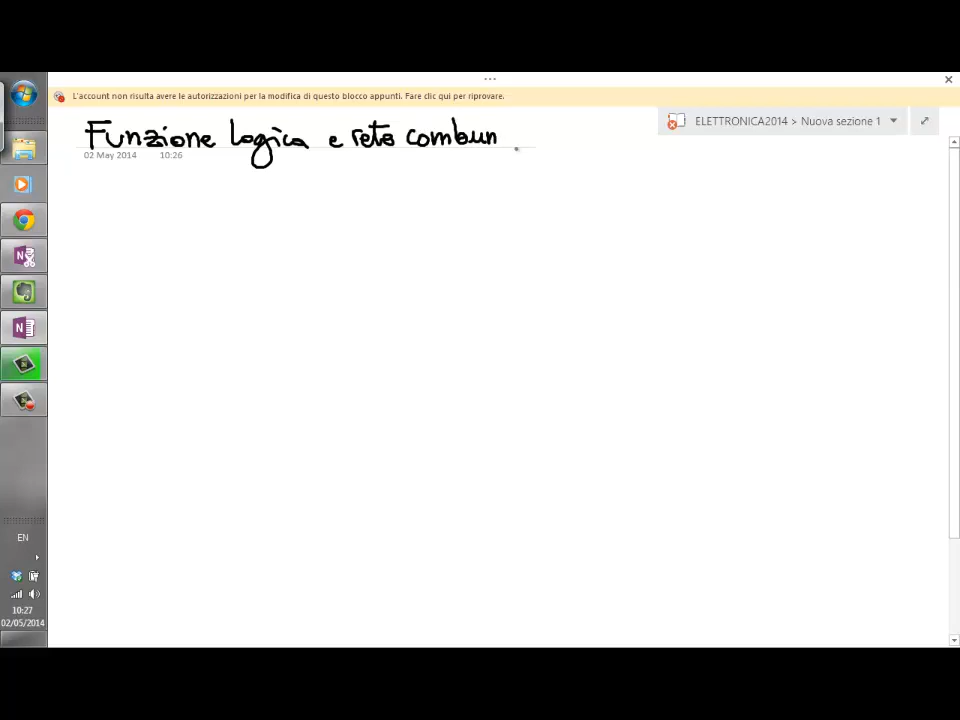 ...
L'account non risulta avere le autorizzazioni per la modifica di questo blocco appunti. Fare clic qui per riprovare.
ELETTRONICA2014 > Nuova sezione 1
Funzione Logica e rete combin
02 May 2014 10:26
EN
10:27
02/05/2014